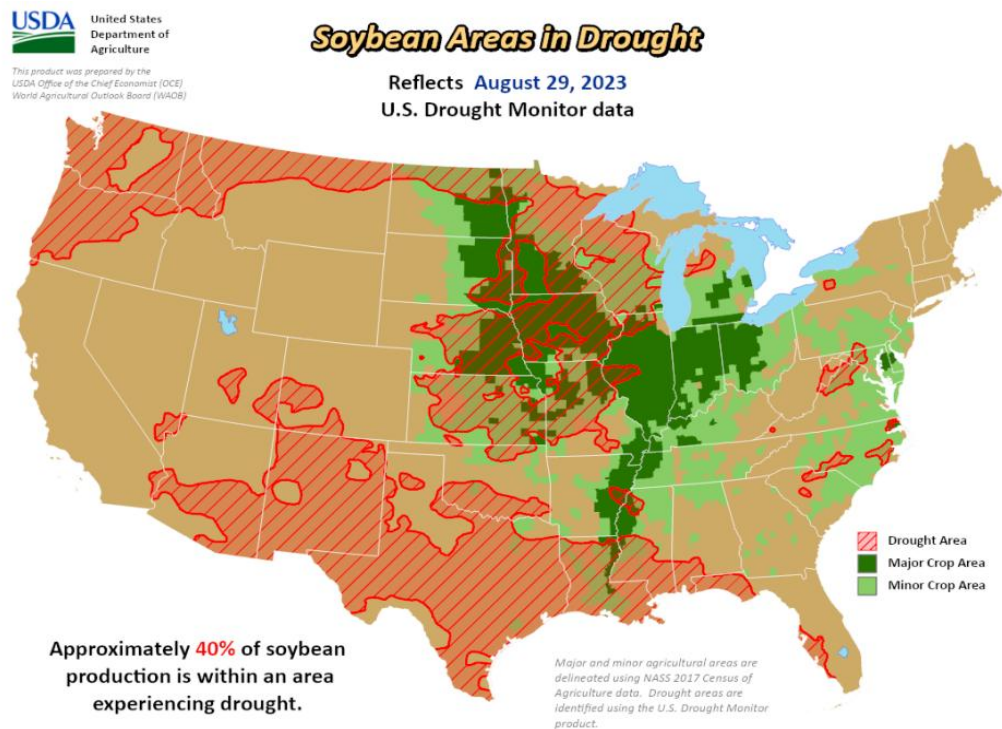 USDA
United States
Department of
Agriculture
This product was prepared by the
USDA Office of the Chief Economist (OCE)
World Agricultural Outlook Board (WAOB)
Soybean Areas in Drought
Reflects August 29, 2023
U.S. Drought Monitor data
Drought Area
Major Crop Area
Minor Crop Area
Approximately 40% of soybean
production is within an area
experiencing drought.
Major and minor agricultural areas are
delineated using NASS 2017 Census of
Agriculture data. Drought areas are
identified using the U.S. Drought Monitor
product.